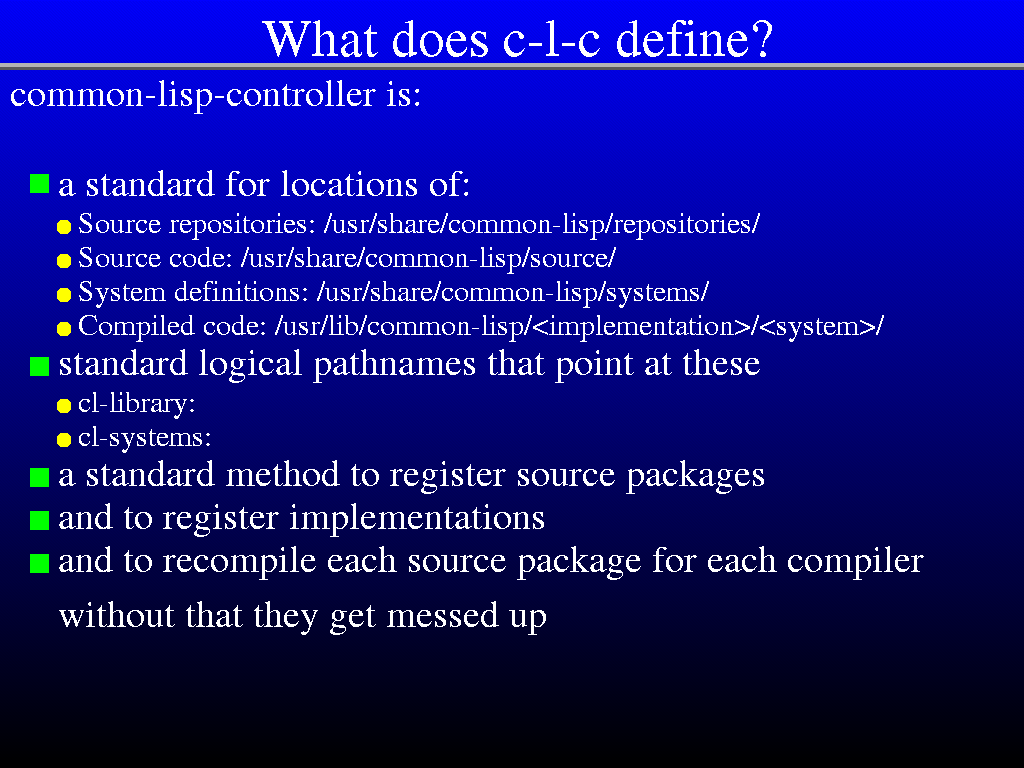 What does c-l-c define?
common-lisp-controller is:
a standard for locations of:
Source repositories: /usr/share/common-lisp/repositories/
Source code: /usr/share/common-lisp/source/
System definitions: /usr/share/common-lisp/systems/
Compiled code: /usr/lib/common-lisp/<implementation>/<system>/
standard logical pathnames that point at these
cl-library:
cl-systems:
a standard method to register source packages
and to register implementations
and to recompile each source package for each compiler
without that they get messed up